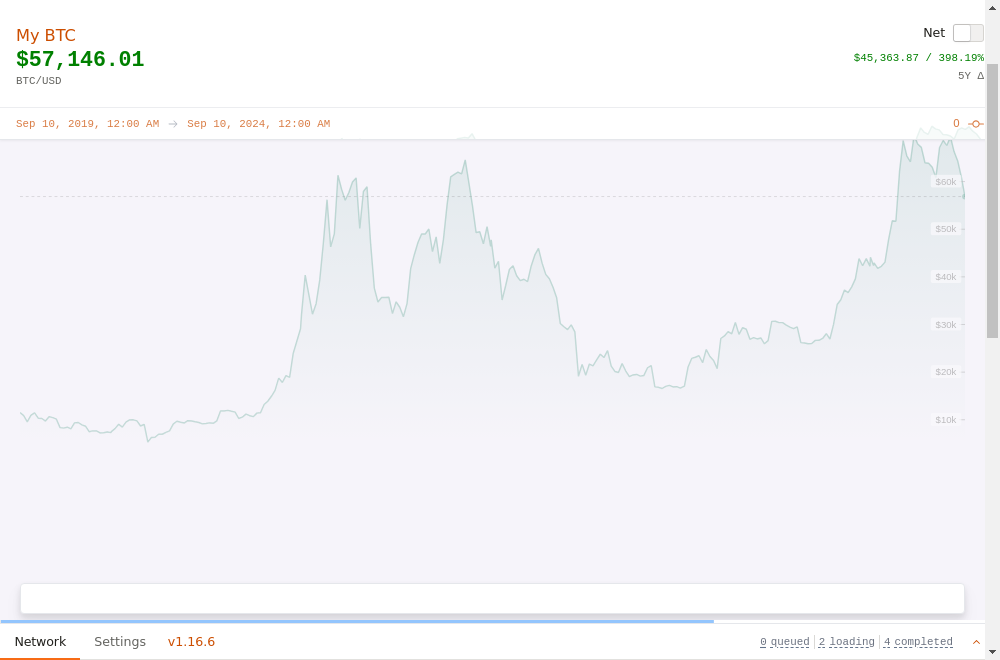 My BTC
Net
$57,146.01
$45,363.87 / 398.19%
BTC/USD
5Y Δ
Sep 10, 2019, 12:00 AM → Sep 10, 2024, 12:00 AM
0
$60k
$50k
$40k
$30k
$20k
$10k
Network Settings v1.16.6
0 queued 2 loading 4 completed